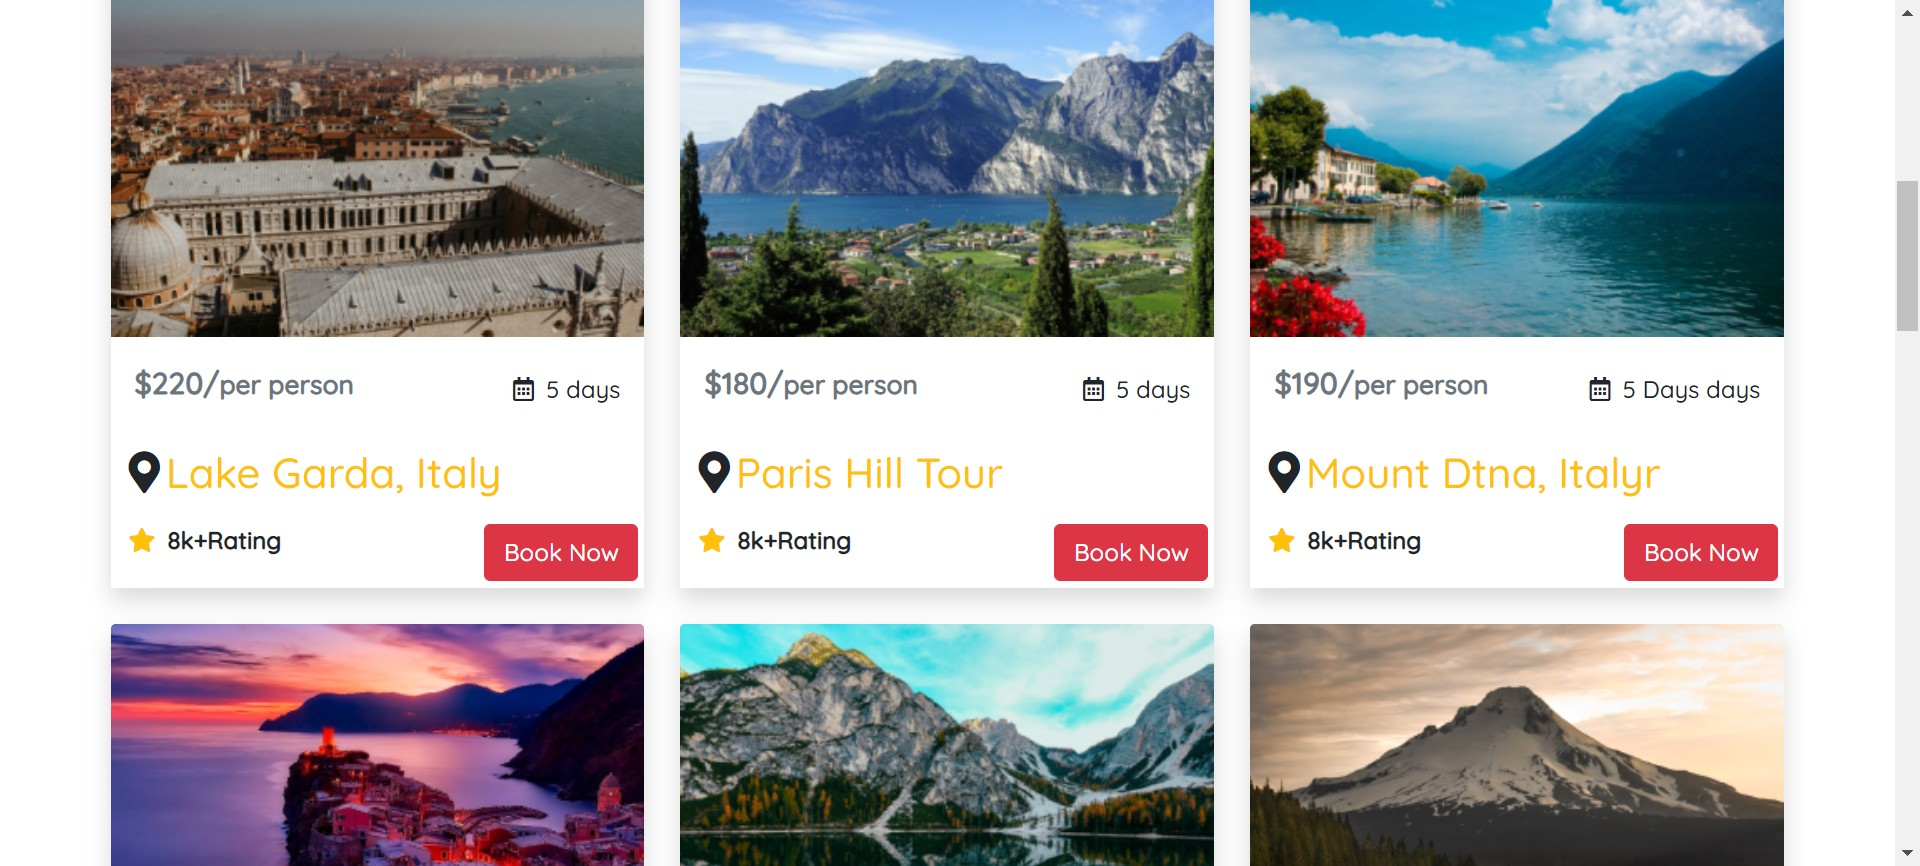 $220/per person
5 days
Lake Garda, Italy
8k+Rating
Book Now
$180/per person
5 days
Paris Hill Tour
8k+Rating
Book Now
$190/per person
5 Days days
Mount Dtna, Italyr
8k+Rating
Book Now